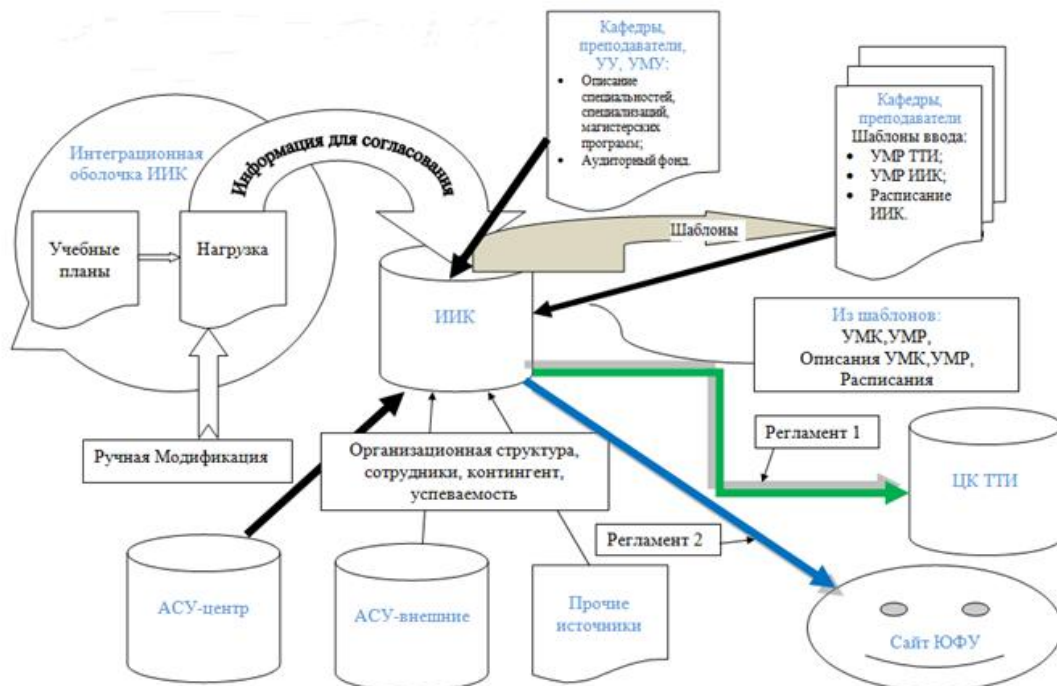 Кафедры,
преподаватели,
УУ, УМУ:
• Описание
специальностей,
специализаций,
магистерских
программ;
• Аудиторный фонд.
Кафедры,
преподаватели
Шаблоны ввода:
• УМР ТТИ;
• УМР ИИК;
• Расписание
ИИК.
Интеграционная
оболочка ИИК
Информация для согласования
Учебные
планы
Нагрузка
Шаблоны
ИИК
Из шаблонов:
УМК,УМР,
Описания УМК,УМР,
Расписания
Ручная Модификация
Организационная структура,
сотрудники, контингент,
успеваемость
Регламент 1
ЦК ТТИ
Регламент 2
АСУ-центр
АСУ-внешние
Прочие
источники
Сайт ЮФУ